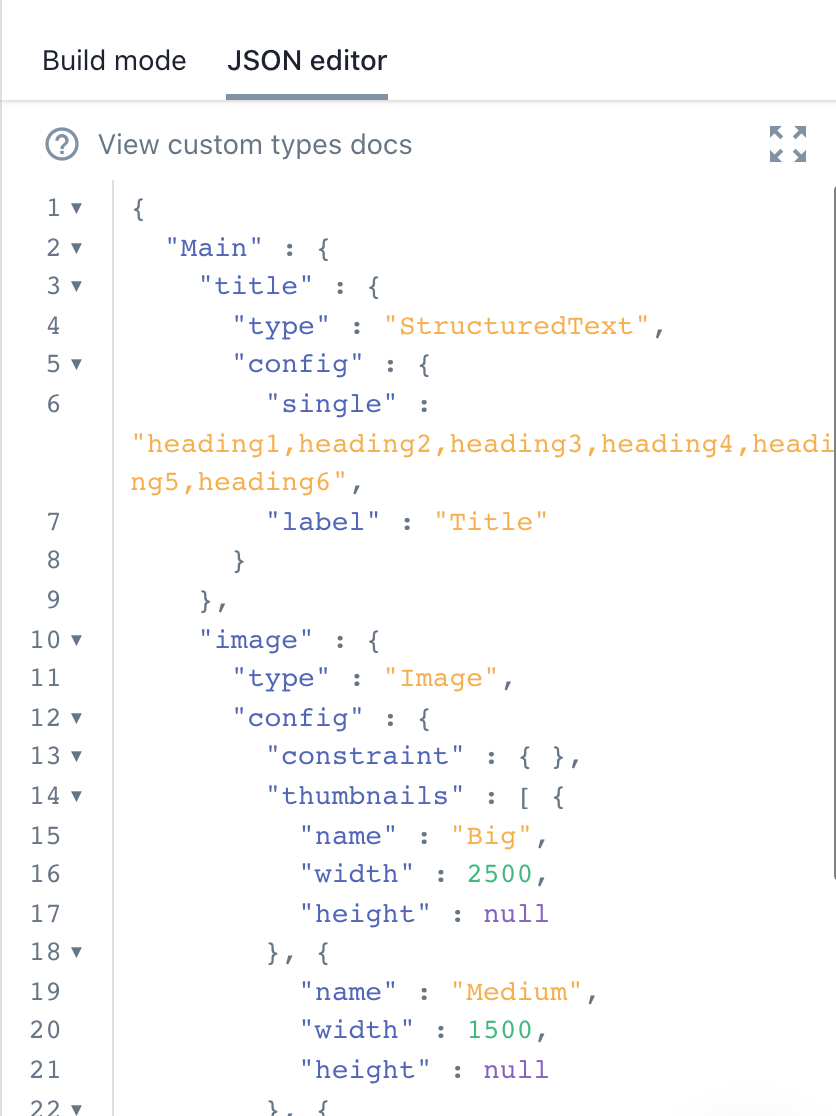 Build mode JSON editor
View custom types docs
1 {
2 "Main" : {
3 "title" : {
4 "type" : "StructuredText",
5 "config" : {
6 "single" :
"heading1,heading2,heading3,heading4,headi
ng5,heading6",
7 "label" : "Title"
8 }
9 },
10 "image" : {
11 "type" : "Image",
12 "config" : {
13 "constraint" : { },
14 "thumbnails" : [ {
15 "name" : "Big",
16 "width" : 2500,
17 "height" : null
18 }, {
19 "name" : "Medium",
20 "width" : 1500,
21 "height" : null
22 }, {